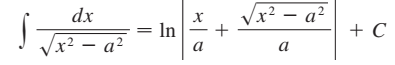 ∫ dx / √(x² − a²) = ln | x/a + √(x² − a²)/a | + C